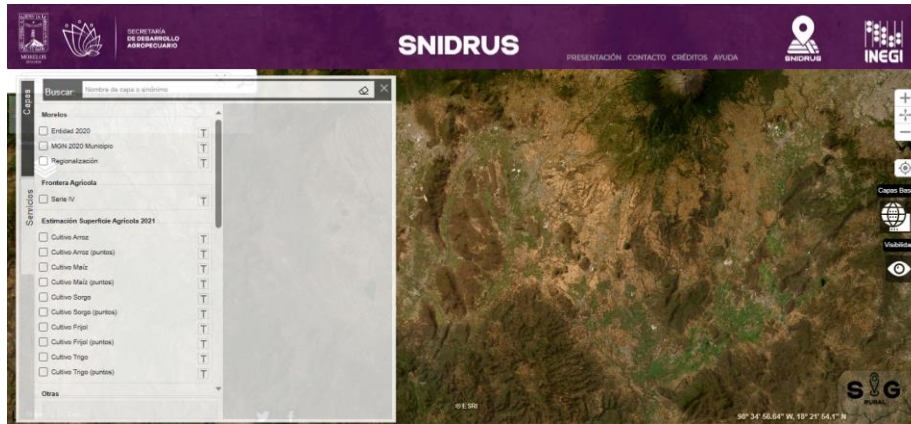 MORELOS
SECRETARÍA
DE DESARROLLO
AGROPECUARIO
SNIDRUS
PRESENTACIÓN CONTACTO CRÉDITOS AYUDA
SNIDRUS
INEGI
Capas
Servicios
Buscar: Nombre de capa o sinónimo
Morelos
Entidad 2020 T
MGN 2020 Municipio T
Regionalización T
Frontera Agrícola
Serie IV T
Estimación Superficie Agrícola 2021
Cultivo Arroz T
Cultivo Arroz (puntos) T
Cultivo Maíz T
Cultivo Maíz (puntos) T
Cultivo Sorgo T
Cultivo Sorgo (puntos) T
Cultivo Frijol T
Cultivo Frijol (puntos) T
Cultivo Trigo T
Cultivo Trigo (puntos) T
Otras
Capas Bas
Visibilida
© ESRI
SIG
RURAL
98° 34' 56.64" W, 18° 21' 54.1" N